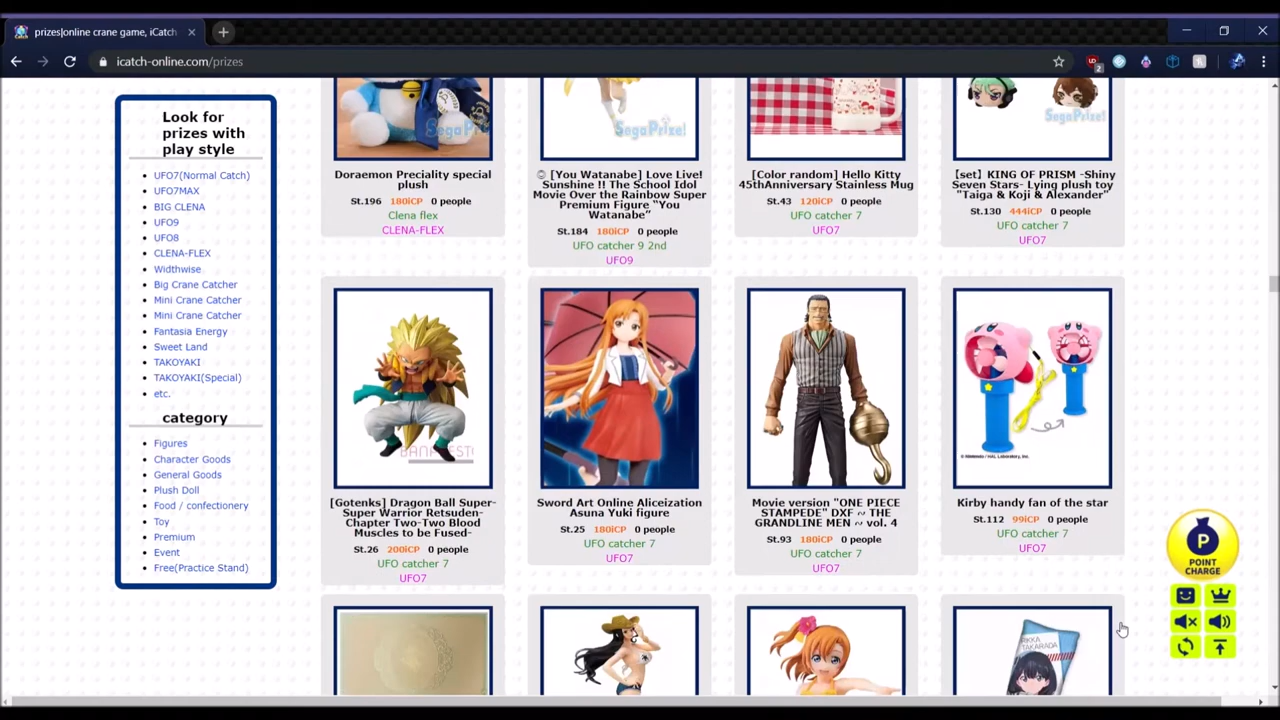 prizes|online crane game, iCatch
icatch-online.com/prizes
2
Look for
prizes with
play style
UFO7(Normal Catch)
UFO7MAX
BIG CLENA
UFO9
UFO8
CLENA-FLEX
Widthwise
Big Crane Catcher
Mini Crane Catcher
Mini Crane Catcher
Fantasia Energy
Sweet Land
TAKOYAKI
TAKOYAKI(Special)
etc.
category
Figures
Character Goods
General Goods
Plush Doll
Food / confectionery
Toy
Premium
Event
Free(Practice Stand)
SegaPrize!
Doraemon Preciality special
plush
St.196 180iCP 0 people
Clena flex
CLENA-FLEX
SegaPrize!
© [You Watanabe] Love Live!
Sunshine !! The School Idol
Movie Over the Rainbow Super
Premium Figure "You
Watanabe"
St.184 180iCP 0 people
UFO catcher 9 2nd
UFO9
[Color random] Hello Kitty
45thAnniversary Stainless Mug
St.43 120iCP 0 people
UFO catcher 7
UFO7
SegaPrize!
[set] KING OF PRISM -Shiny
Seven Stars- Lying plush toy
"Taiga & Koji & Alexander"
St.130 444iCP 0 people
UFO catcher 7
UFO7
[Gotenks] Dragon Ball Super-
Super Warrior Retsuden-
Chapter Two-Two Blood
Muscles to be Fused-
St.26 200iCP 0 people
UFO catcher 7
UFO7
Sword Art Online Aliceization
Asuna Yuki figure
St.25 180iCP 0 people
UFO catcher 7
UFO7
Movie version "ONE PIECE
STAMPEDE" DXF ~ THE
GRANDLINE MEN ~ vol. 4
St.93 180iCP 0 people
UFO catcher 7
UFO7
© Nintendo / HAL Laboratory, Inc.
Kirby handy fan of the star
St.112 99iCP 0 people
UFO catcher 7
UFO7
TAKARADA
P
POINT
CHARGE